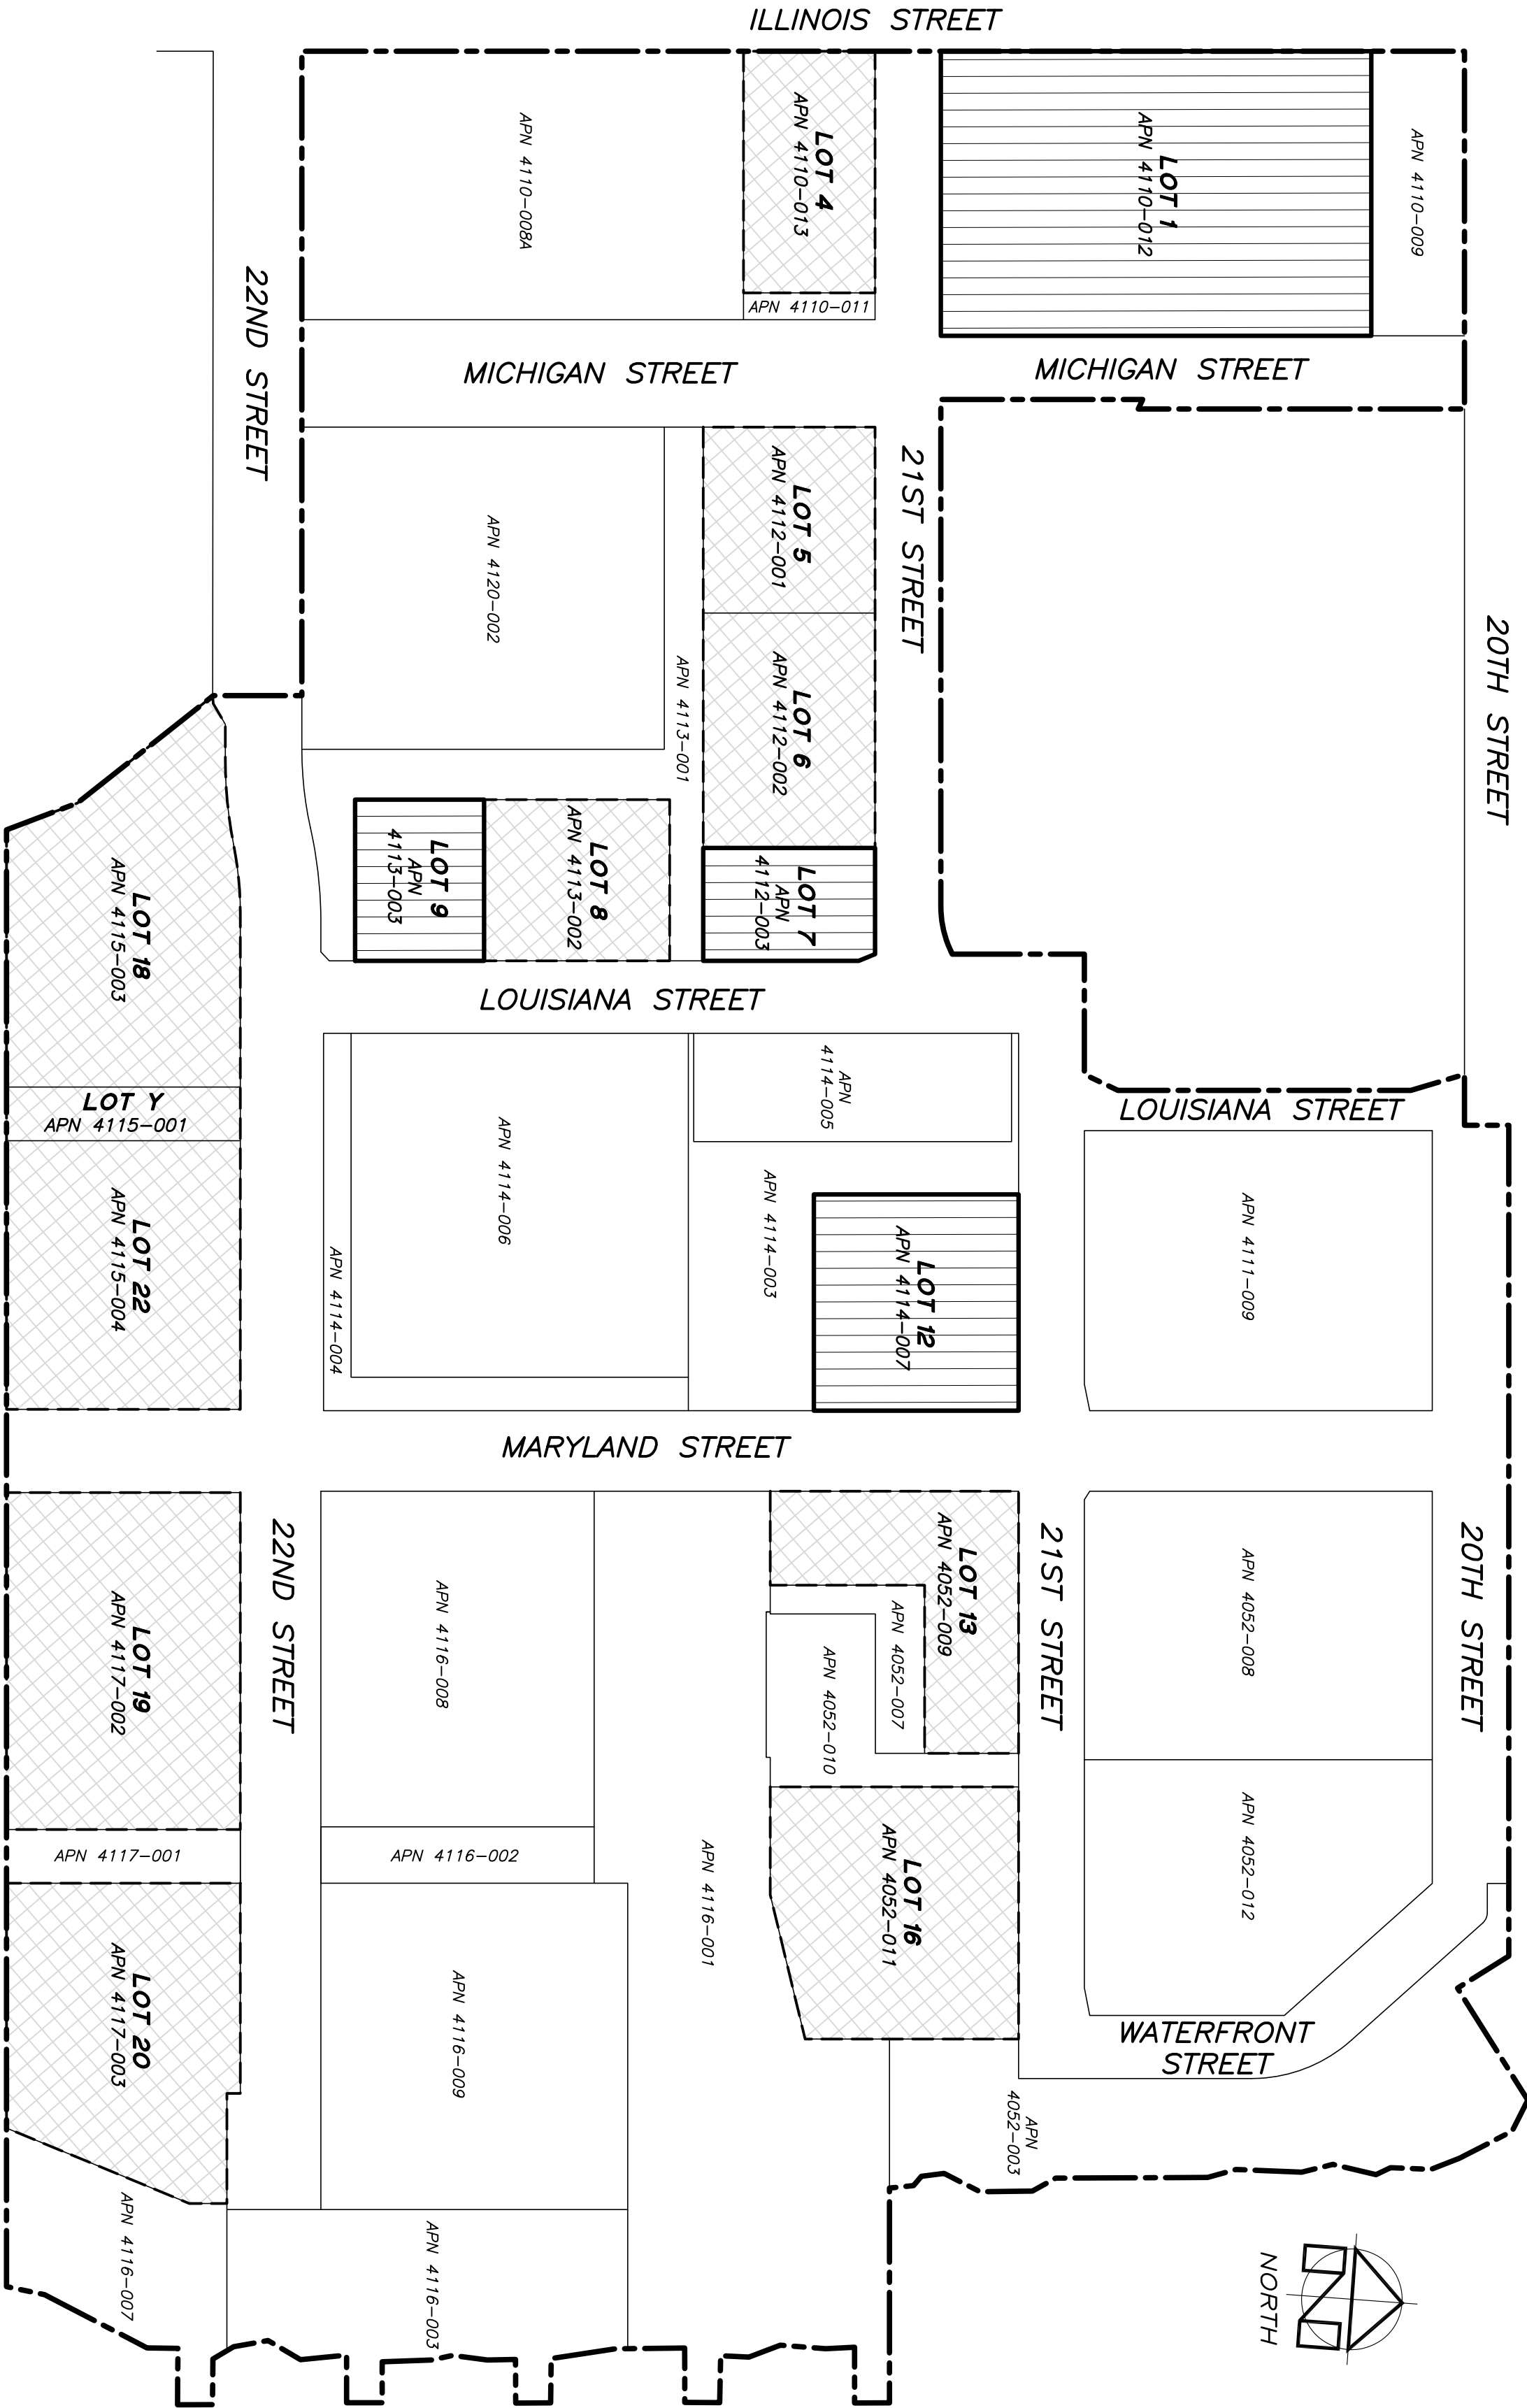 ILLINOIS STREET
LOT 4
APN 4110-013
APN 4110-008A
APN 4110-011
LOT 1
APN 4110-012
APN 4110-009
22ND STREET
MICHIGAN STREET
MICHIGAN STREET
21ST STREET
20TH STREET
LOT 5
APN 4112-001
APN 4120-002
APN 4113-001
LOT 6
APN 4112-002
LOT 7
APN
4112-003
LOT 8
APN 4113-002
LOT 9
APN
4113-003
LOT 18
APN 4115-003
LOUISIANA STREET
LOT Y
APN 4115-001
LOUISIANA STREET
APN
4114-005
APN 4114-006
APN 4114-003
APN 4114-004
LOT 12
APN 4114-007
APN 4111-009
LOT 22
APN 4115-004
MARYLAND STREET
22ND STREET
21ST STREET
20TH STREET
LOT 13
APN 4052-009
APN 4052-007
APN 4052-010
APN 4052-008
APN 4116-008
LOT 19
APN 4117-002
APN 4117-001
APN 4116-002
APN 4116-001
LOT 16
APN 4052-011
APN 4052-012
LOT 20
APN 4117-003
APN 4116-009
WATERFRONT
STREET
APN
4052-003
APN 4116-007
APN 4116-003
NORTH